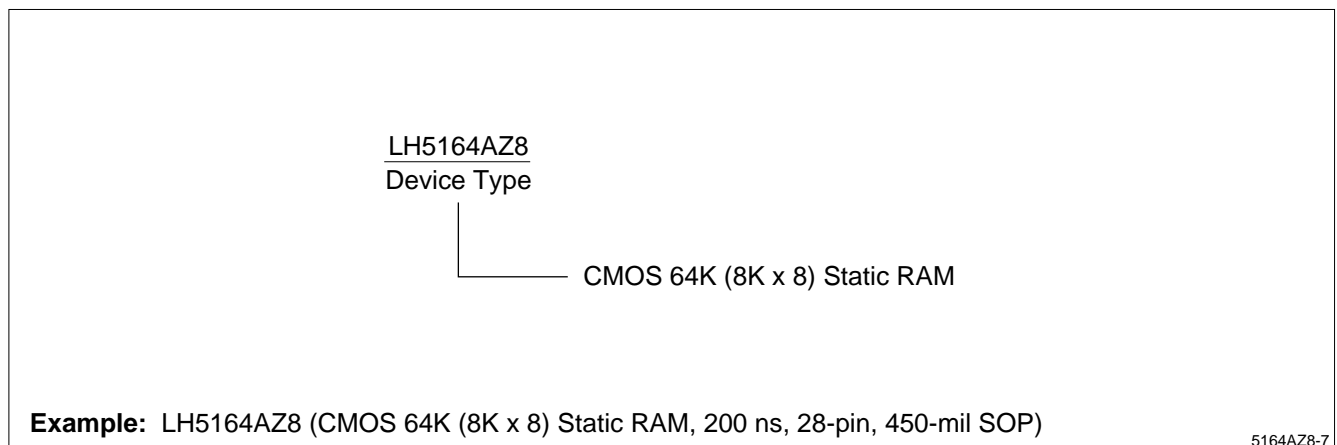 LH5164AZ8
Device Type
CMOS 64K (8K x 8) Static RAM
Example: LH5164AZ8 (CMOS 64K (8K x 8) Static RAM, 200 ns, 28-pin, 450-mil SOP)
5164AZ8-7